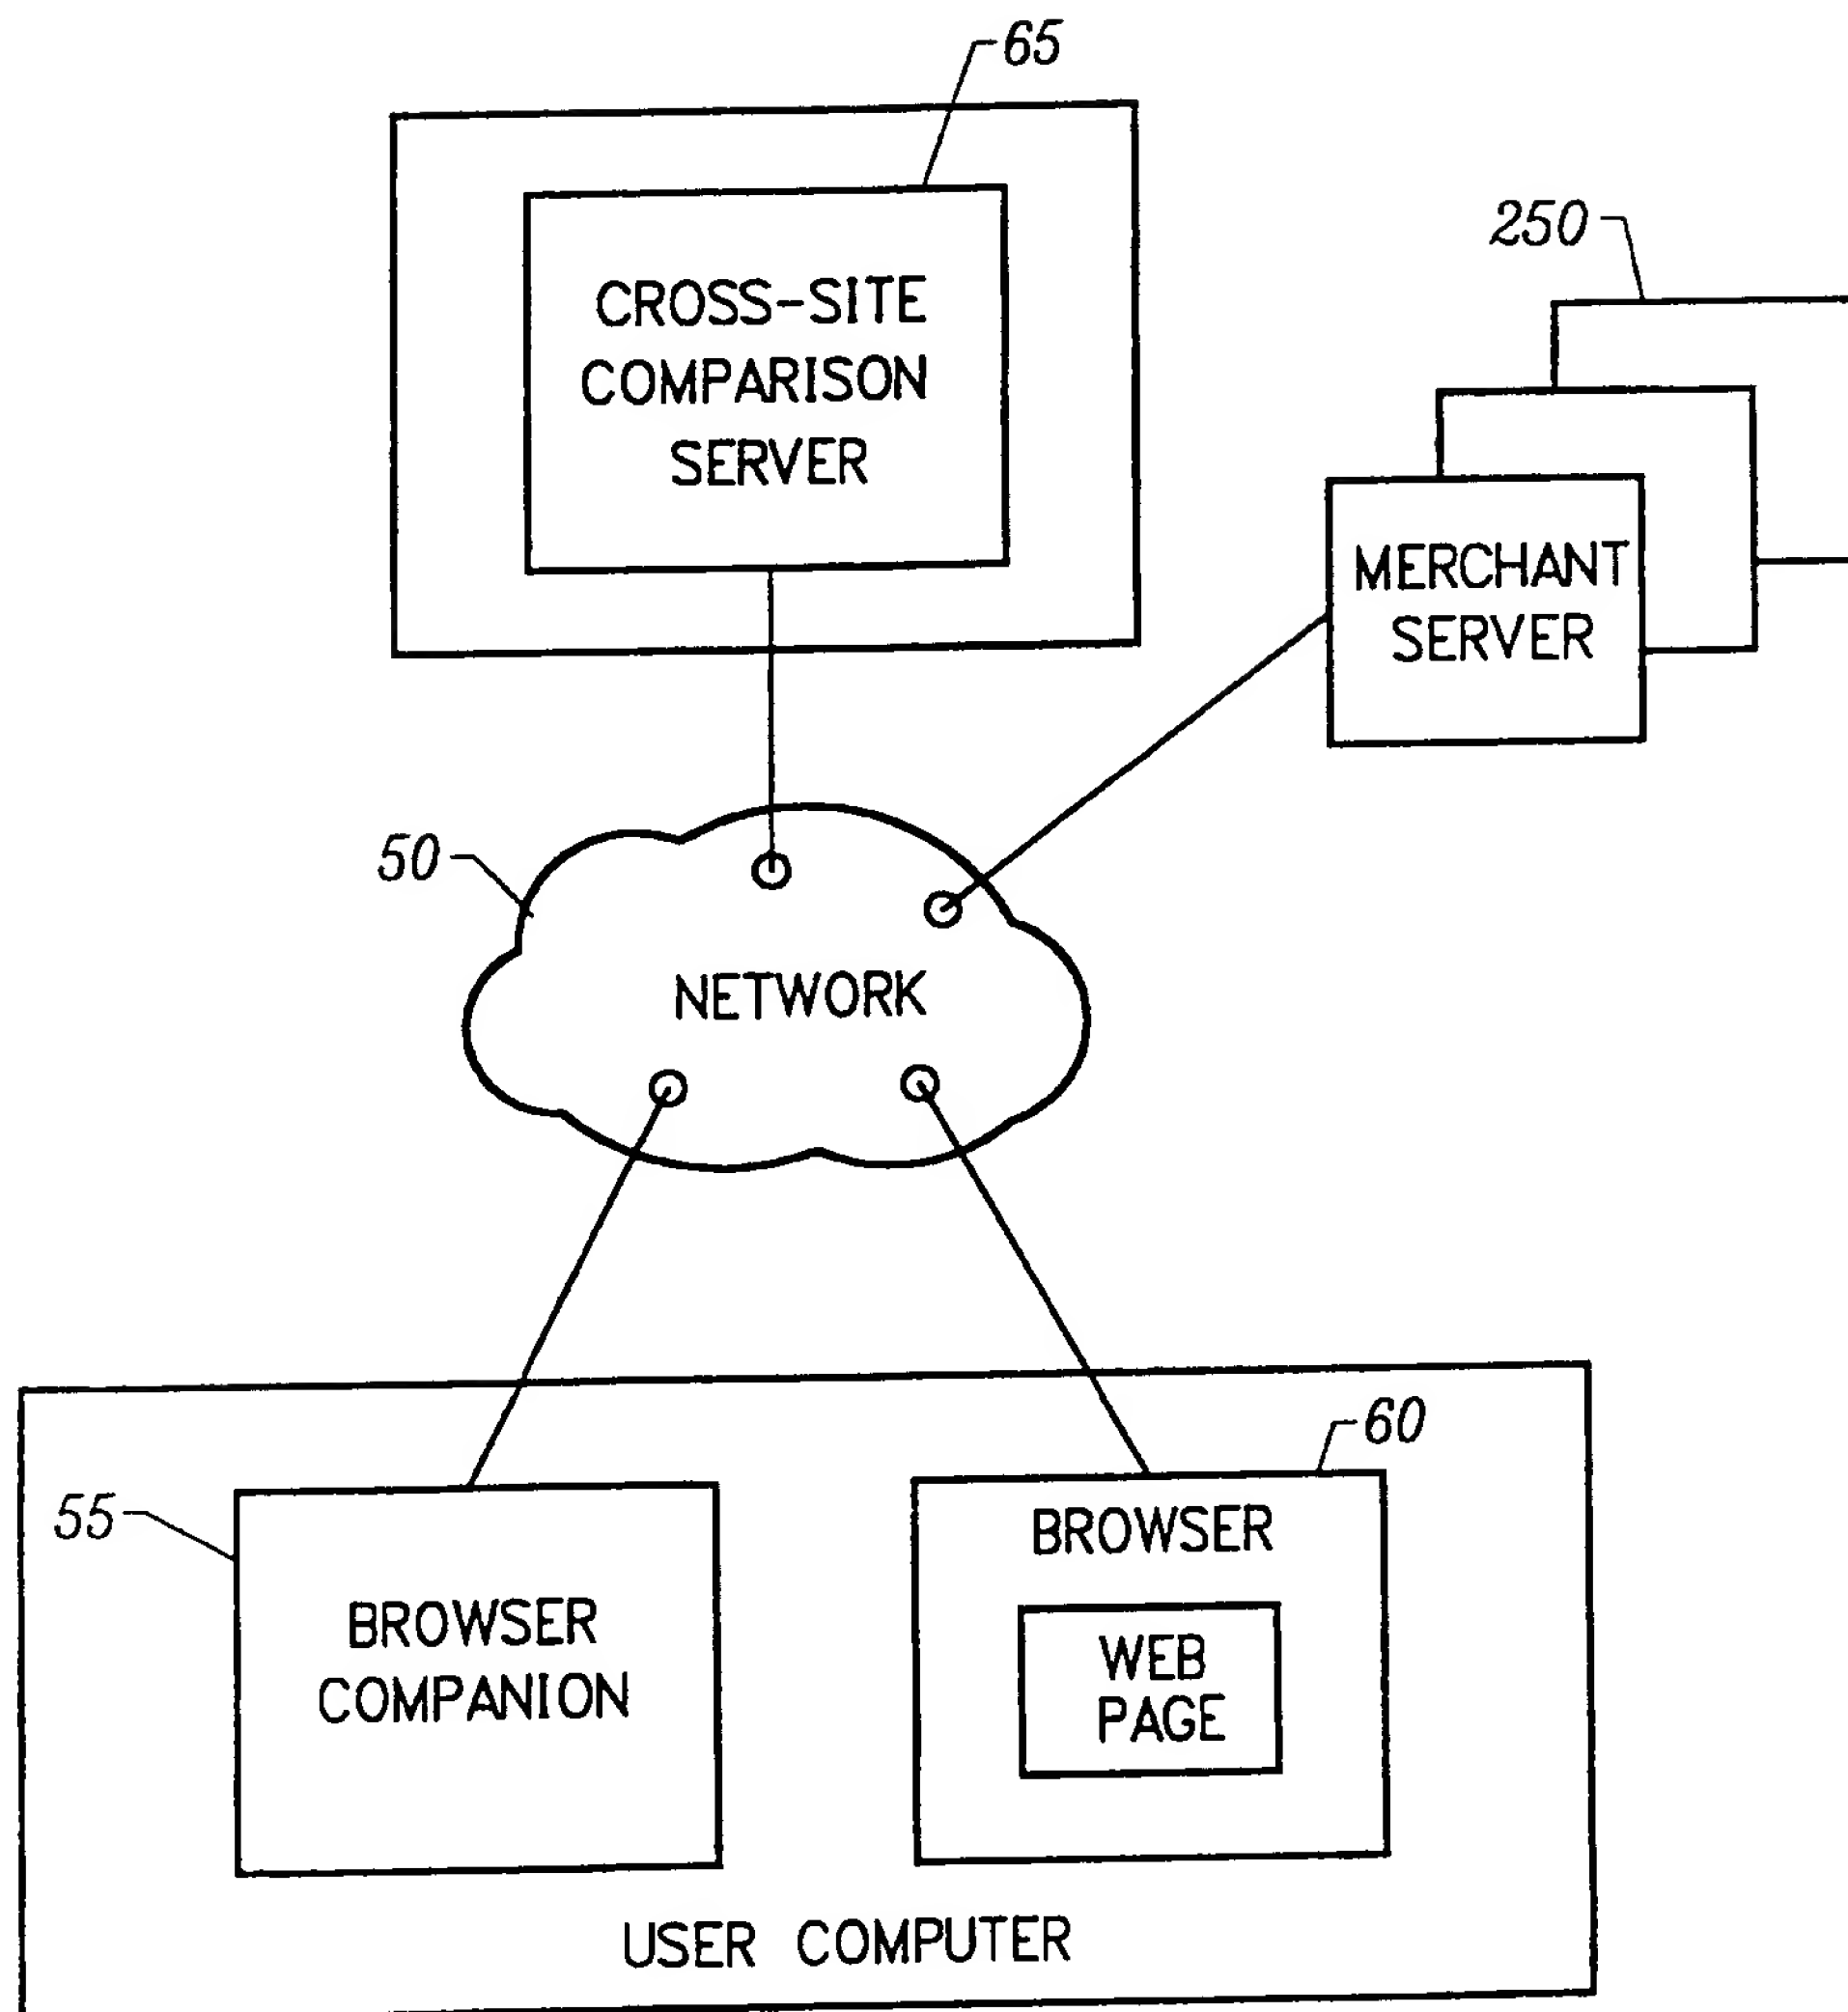 65
CROSS-SITE
COMPARISON
SERVER
250
MERCHANT
SERVER
50
NETWORK
60
55
BROWSER
BROWSER
COMPANION
WEB
PAGE
USER COMPUTER